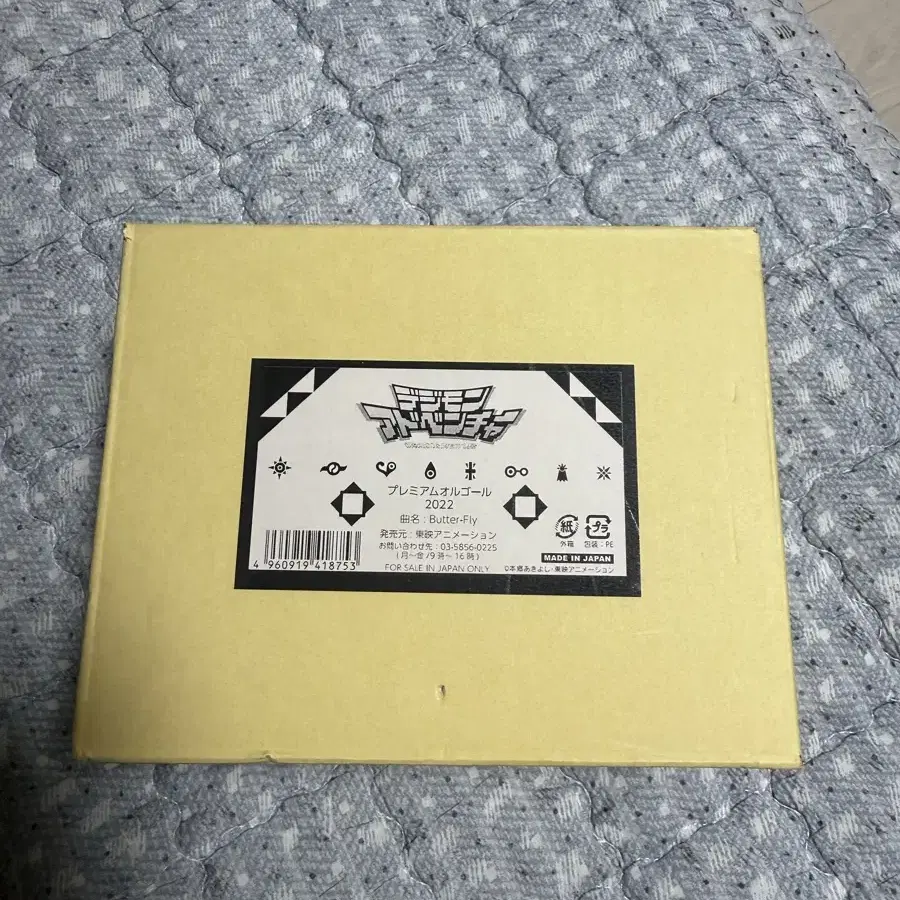 デジモン
アドベンチャー
プレミアムオルゴール
2022
曲名 : Butter-Fly
発売元 : 東映アニメーション
お問い合わせ先 : 03-5856-0225
(月~金/9時~16時)
FOR SALE IN JAPAN ONLY
4 960919 418753
紙
外箱
プラ
包装 : PE
MADE IN JAPAN
©本郷あきよし・東映アニメーション